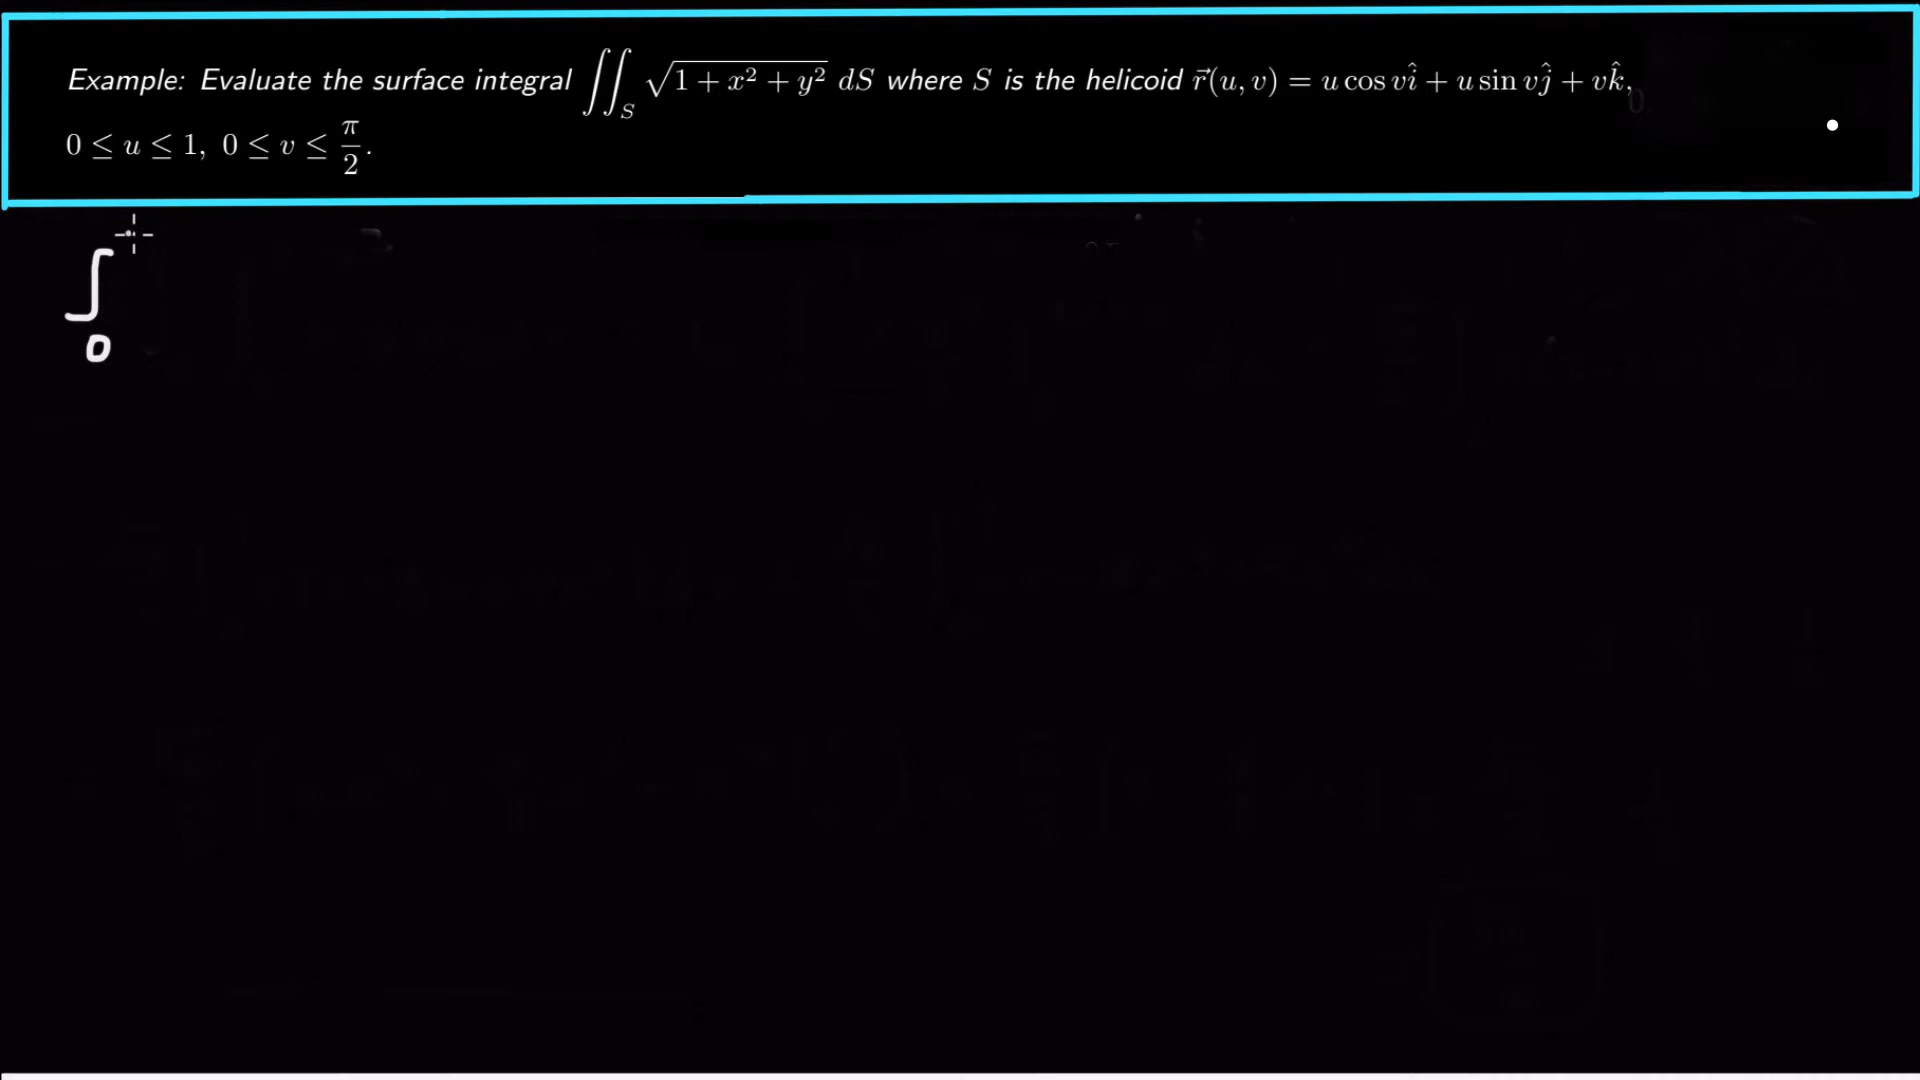 Example: Evaluate the surface integral ∬_S √(1 + x² + y²) dS where S is the helicoid r⃗(u, v) = u cos v î + u sin v ĵ + v k̂,
0 ≤ u ≤ 1, 0 ≤ v ≤ π/2.
∫
0